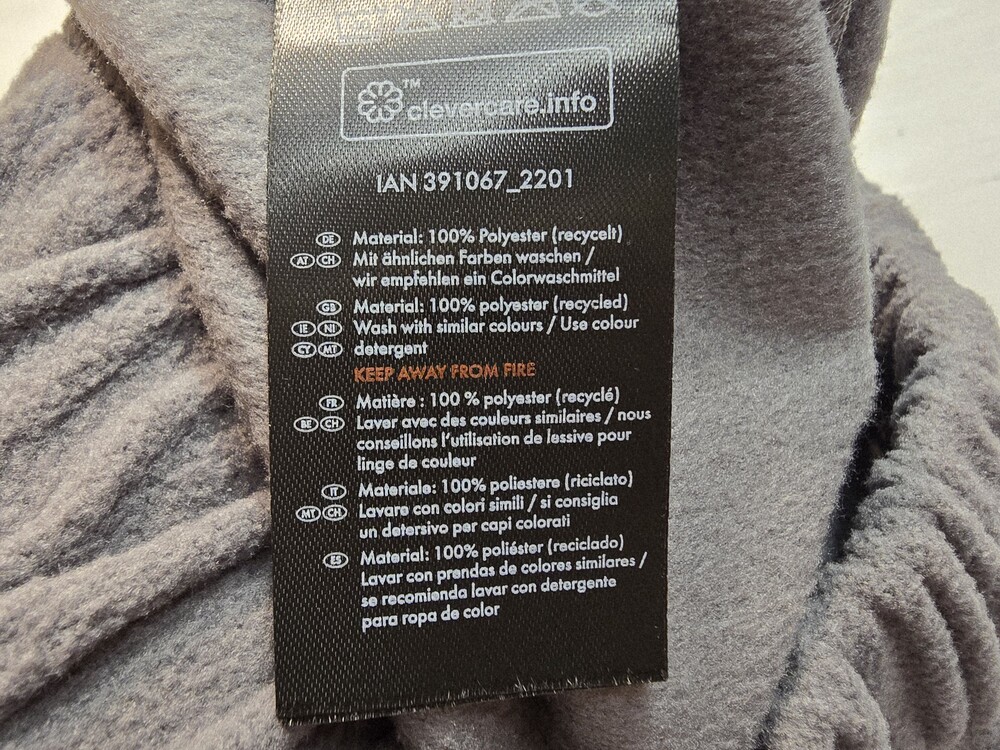 ™ clevercare.info
IAN 391067_2201
DE Material: 100% Polyester (recycelt)
AT CH Mit ähnlichen Farben waschen /
wir empfehlen ein Colorwaschmittel
GB Material: 100% polyester (recycled)
IE NI Wash with similar colours / Use colour
CY MT detergent
KEEP AWAY FROM FIRE
FR Matière : 100 % polyester (recyclé)
BE CH Laver avec des couleurs similaires / nous
conseillons l'utilisation de lessive pour
linge de couleur
IT Materiale: 100% poliestere (riciclato)
MT CH Lavare con colori simili / si consiglia
un detersivo per capi colorati
ES Material: 100% poliéster (reciclado)
Lavar con prendas de colores similares /
se recomienda lavar con detergente
para ropa de color